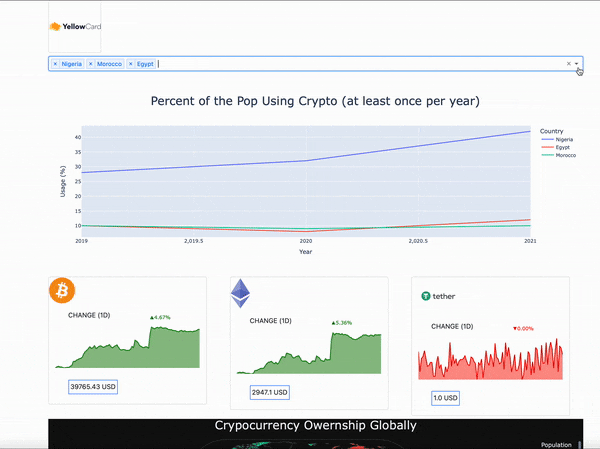 YellowCard
× Nigeria × Morocco × Egypt
×
Percent of the Pop Using Crypto (at least once per year)
Country
Nigeria
Egypt
Morocco
Usage (%)
40
35
30
25
20
15
10
2019 2,019.5 2020 2,020.5 2021
Year
CHANGE (1D) ▲4.67%
39765.43 USD
CHANGE (1D) ▲5.36%
2947.1 USD
tether
CHANGE (1D) ▼0.00%
1.0 USD
Crypocurrency Ownership Globally
Population